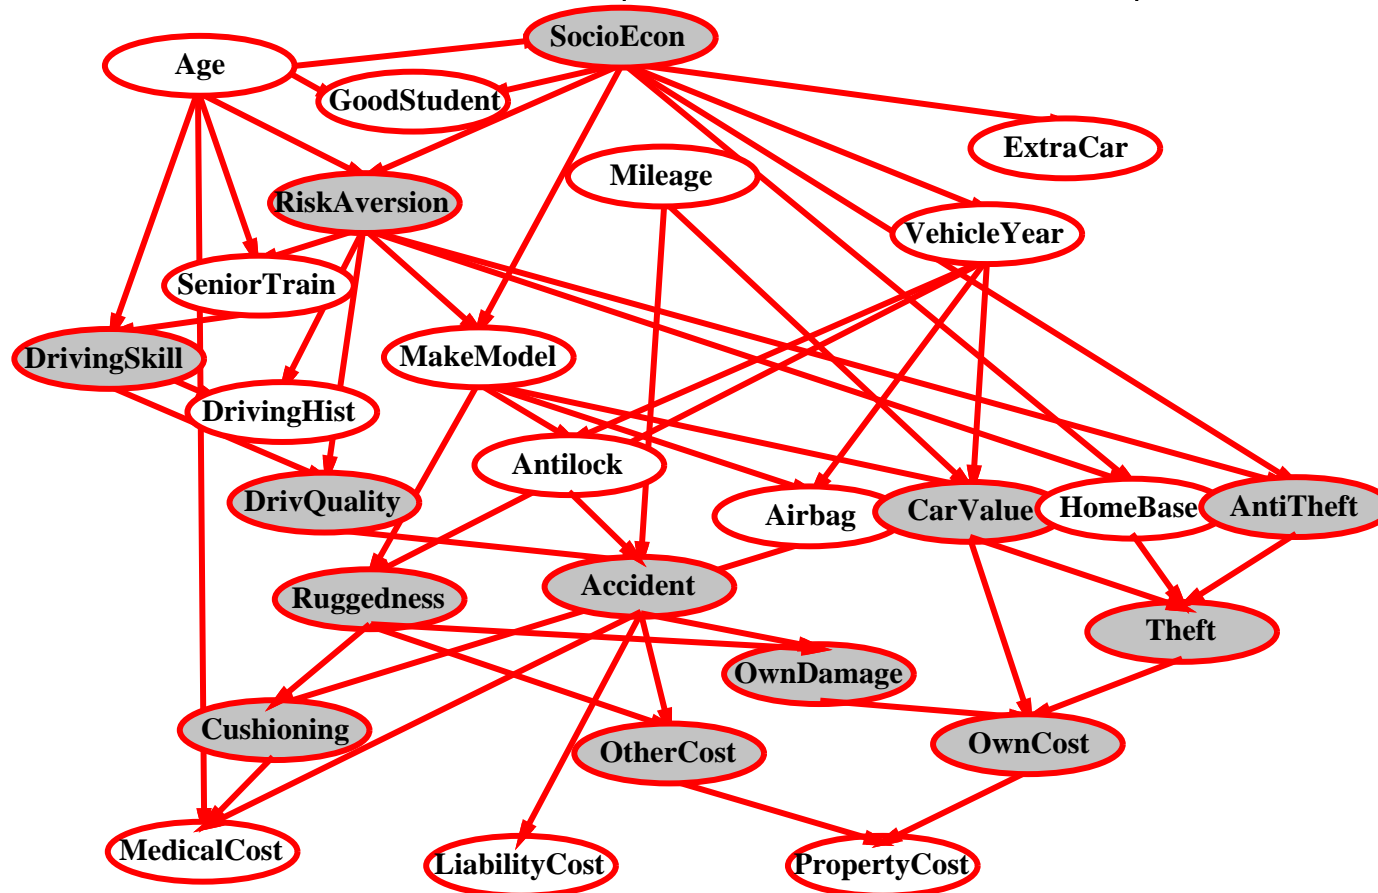 SocioEcon
Age
GoodStudent
ExtraCar
Mileage
RiskAversion
VehicleYear
SeniorTrain
DrivingSkill
MakeModel
DrivingHist
Antilock
DrivQuality
Airbag
CarValue
HomeBase
AntiTheft
Ruggedness
Accident
Theft
OwnDamage
Cushioning
OtherCost
OwnCost
MedicalCost
LiabilityCost
PropertyCost